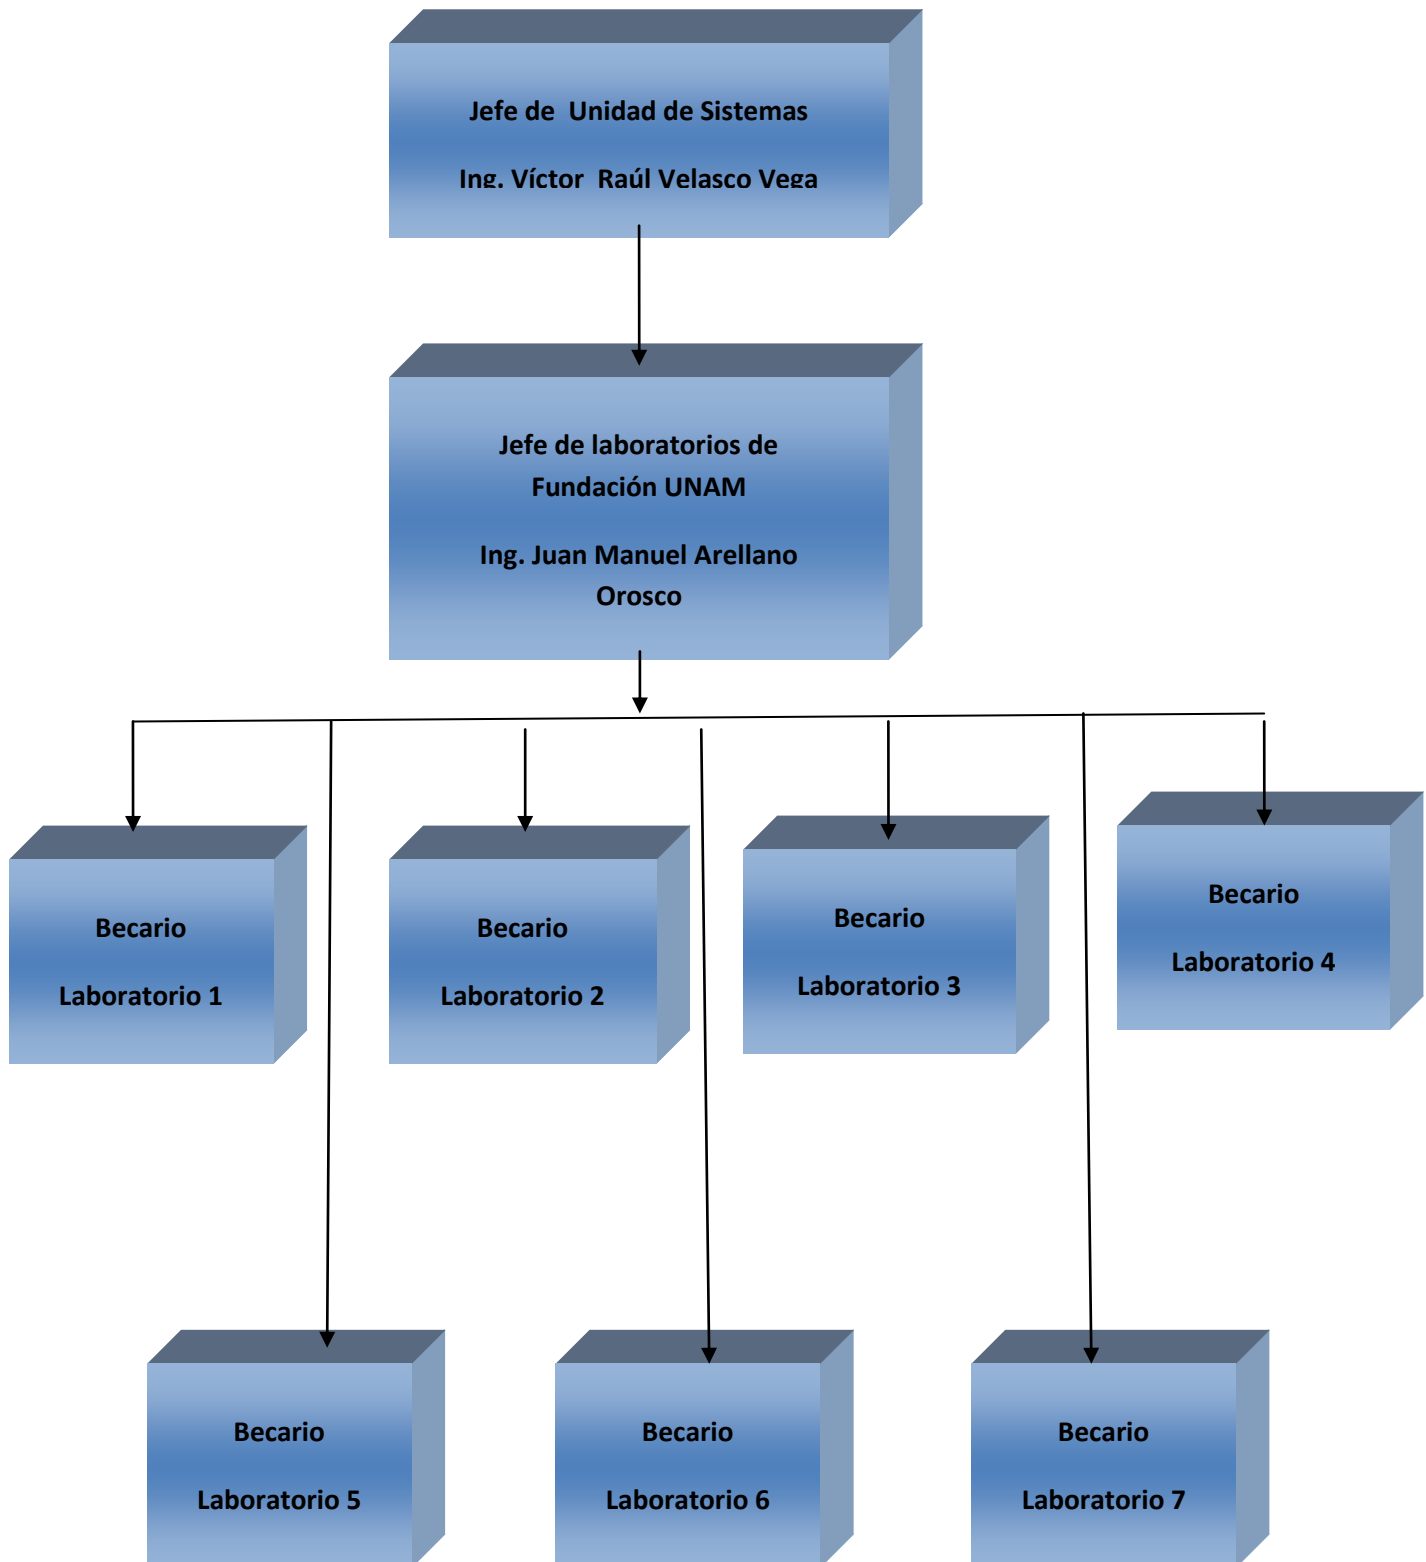 Jefe de Unidad de Sistemas
Ing. Víctor Raúl Velasco Vega
Jefe de laboratorios de
Fundación UNAM
Ing. Juan Manuel Arellano
Orosco
Becario
Laboratorio 1
Becario
Laboratorio 2
Becario
Laboratorio 3
Becario
Laboratorio 4
Becario
Laboratorio 5
Becario
Laboratorio 6
Becario
Laboratorio 7